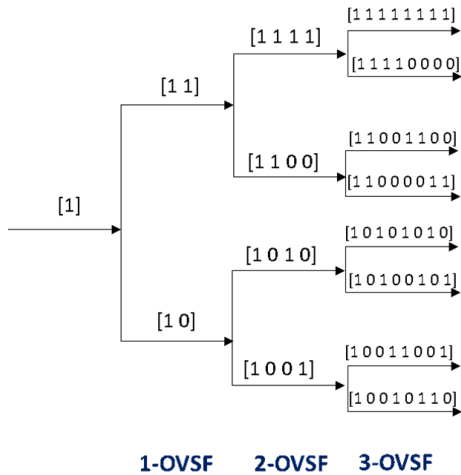 [1 1 1 1 1 1 1 1]
[1 1 1 1]
[1 1 1 1 0 0 0 0]
[1 1]
[1 1 0 0 1 1 0 0]
[1 1 0 0]
[1 1 0 0 0 0 1 1]
[1]
[1 0 1 0 1 0 1 0]
[1 0 1 0]
[1 0 1 0 0 1 0 1]
[1 0]
[1 0 0 1 1 0 0 1]
[1 0 0 1]
[1 0 0 1 0 1 1 0]
1-OVSF 2-OVSF 3-OVSF